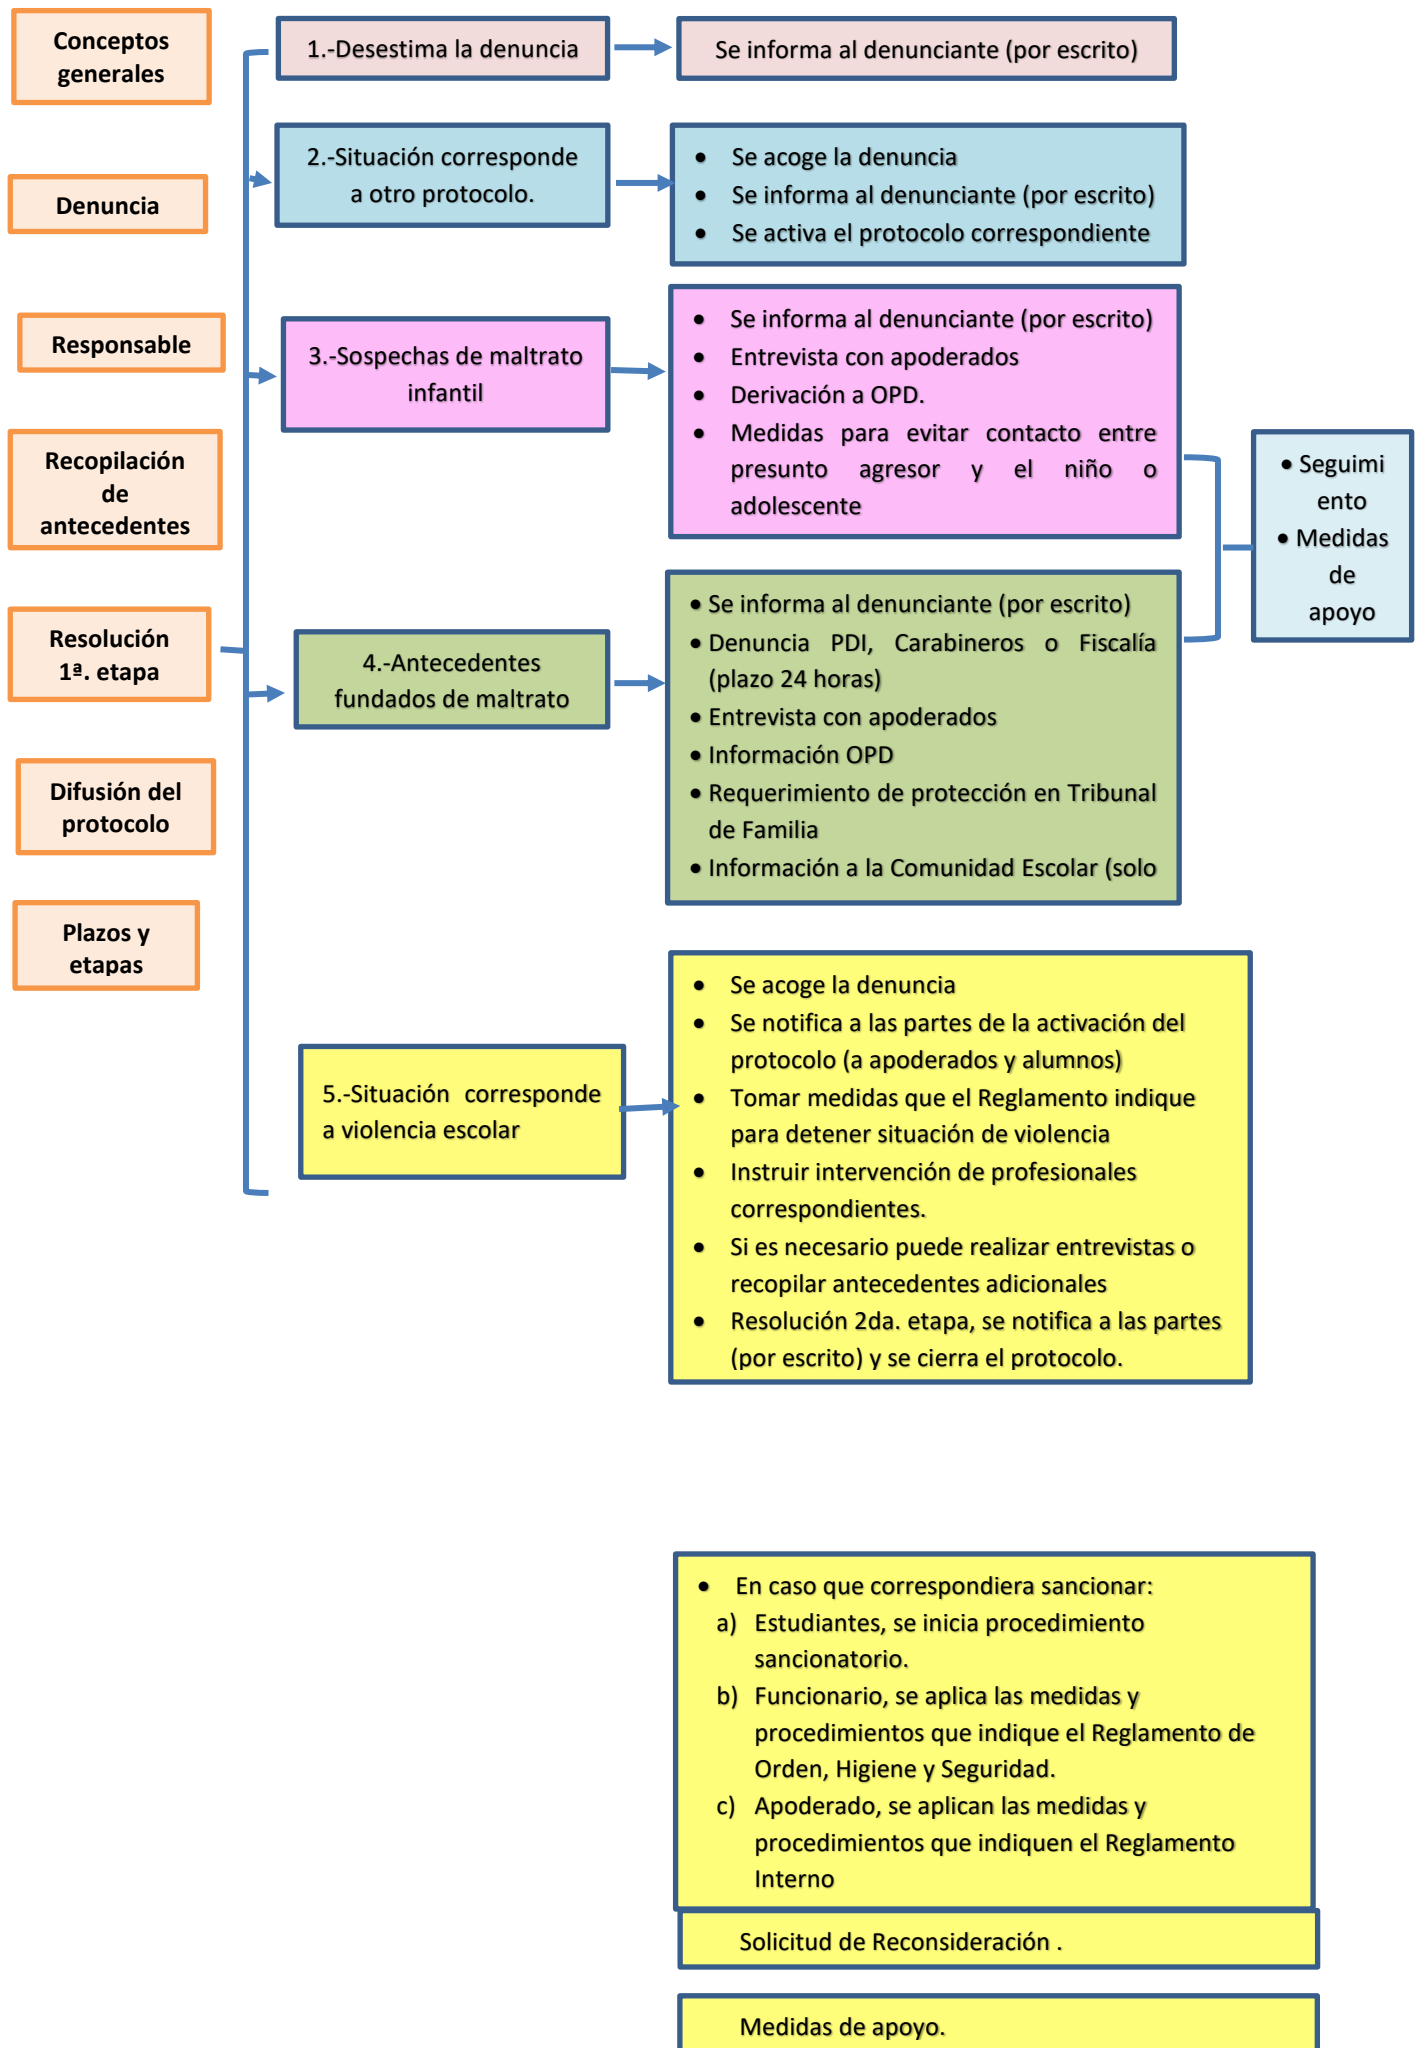 Conceptos
generales
Denuncia
Responsable
Recopilación
de
antecedentes
Resolución
1ª. etapa
Difusión del
protocolo
Plazos y
etapas
1.-Desestima la denuncia
Se informa al denunciante (por escrito)
2.-Situación corresponde
a otro protocolo.
• Se acoge la denuncia
• Se informa al denunciante (por escrito)
• Se activa el protocolo correspondiente
3.-Sospechas de maltrato
infantil
• Se informa al denunciante (por escrito)
• Entrevista con apoderados
• Derivación a OPD.
• Medidas para evitar contacto entre
presunto agresor y el niño o
adolescente
4.-Antecedentes
fundados de maltrato
• Se informa al denunciante (por escrito)
• Denuncia PDI, Carabineros o Fiscalía
(plazo 24 horas)
• Entrevista con apoderados
• Información OPD
• Requerimiento de protección en Tribunal
de Familia
• Información a la Comunidad Escolar (solo
• Seguimi
ento
• Medidas
de
apoyo
5.-Situación corresponde
a violencia escolar
• Se acoge la denuncia
• Se notifica a las partes de la activación del
protocolo (a apoderados y alumnos)
• Tomar medidas que el Reglamento indique
para detener situación de violencia
• Instruir intervención de profesionales
correspondientes.
• Si es necesario puede realizar entrevistas o
recopilar antecedentes adicionales
• Resolución 2da. etapa, se notifica a las partes
(por escrito) y se cierra el protocolo.
• En caso que correspondiera sancionar:
a) Estudiantes, se inicia procedimiento
sancionatorio.
b) Funcionario, se aplica las medidas y
procedimientos que indique el Reglamento de
Orden, Higiene y Seguridad.
c) Apoderado, se aplican las medidas y
procedimientos que indiquen el Reglamento
Interno
Solicitud de Reconsideración .
Medidas de apoyo.